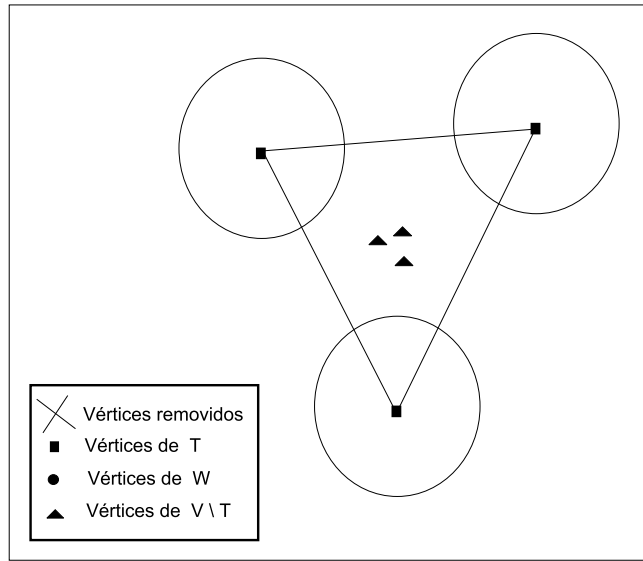 Vértices removidos
Vértices de T
Vértices de W
Vértices de V \ T